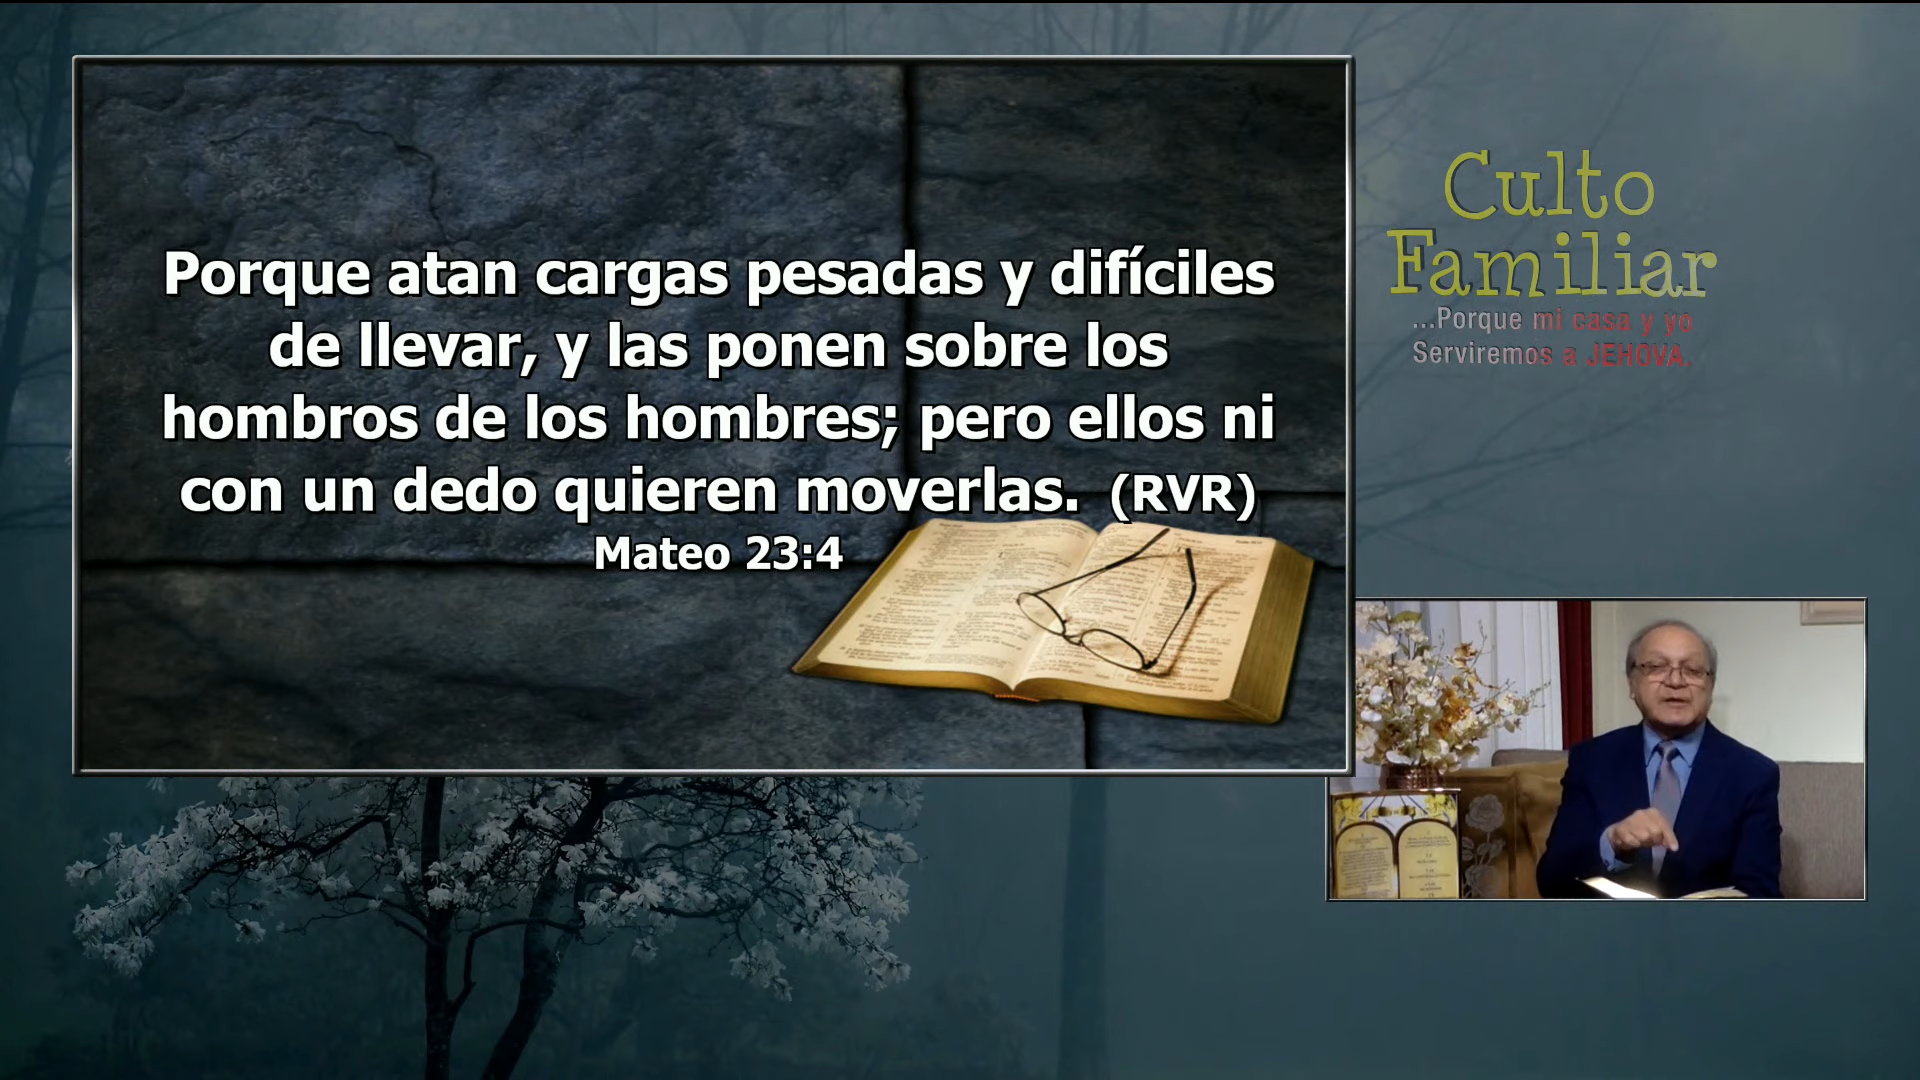 Porque atan cargas pesadas y difíciles
de llevar, y las ponen sobre los
hombros de los hombres; pero ellos ni
con un dedo quieren moverlas. (RVR)
Mateo 23:4
Culto
Familiar
...Porque mi casa y yo
Serviremos a JEHOVA.